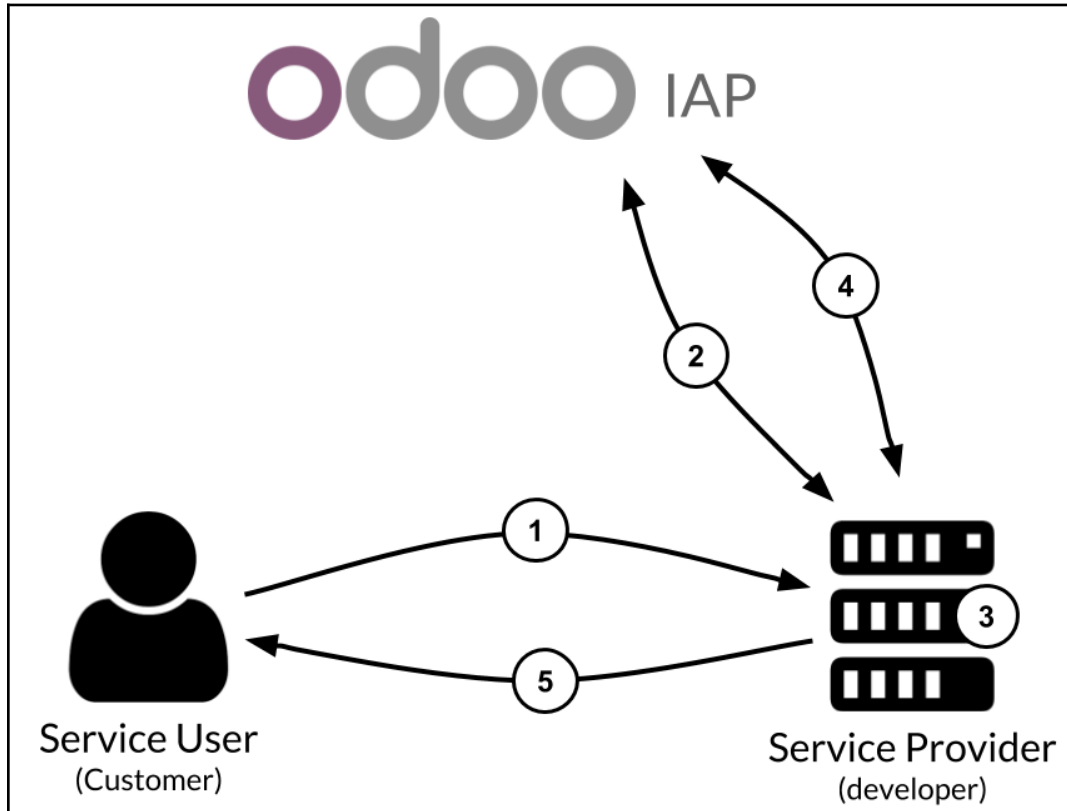 odoo IAP
4
2
1
3
5
Service User
(Customer)
Service Provider
(developer)